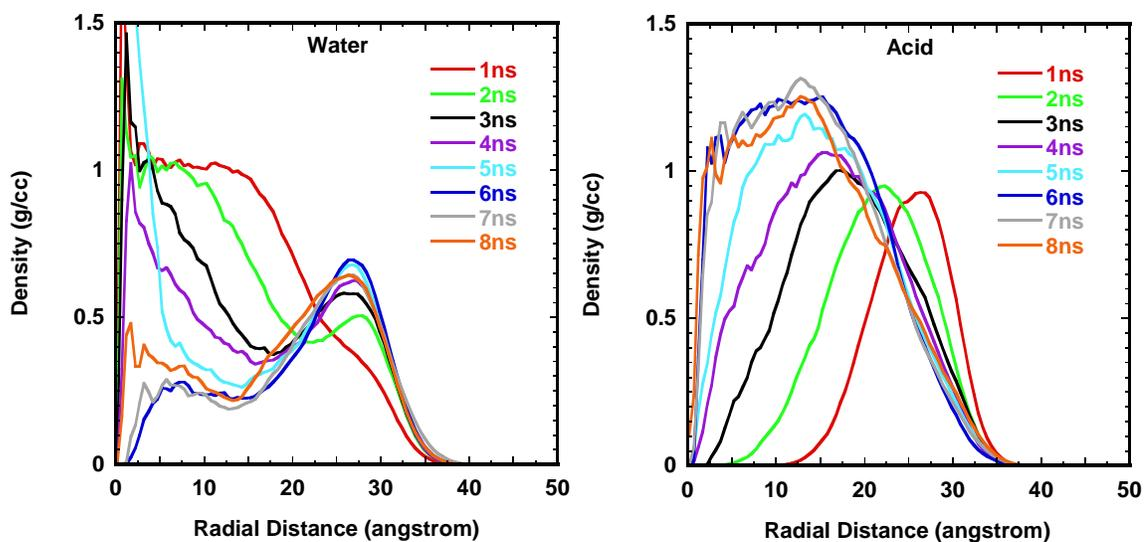 Water
1.5
1
0.5
0
Density (g/cc)
1ns
2ns
3ns
4ns
5ns
6ns
7ns
8ns
0 10 20 30 40 50
Radial Distance (angstrom)
Acid
1.5
1
0.5
0
Density (g/cc)
1ns
2ns
3ns
4ns
5ns
6ns
7ns
8ns
0 10 20 30 40 50
Radial Distance (angstrom)